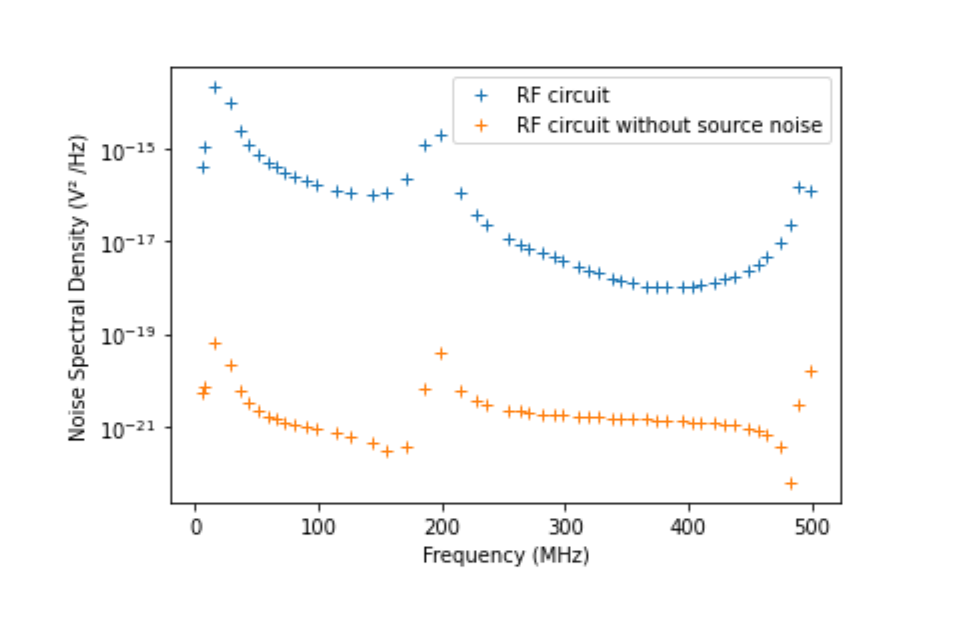 RF circuit
RF circuit without source noise
10⁻¹⁵
10⁻¹⁷
10⁻¹⁹
10⁻²¹
Noise Spectral Density (V² /Hz)
0 100 200 300 400 500
Frequency (MHz)